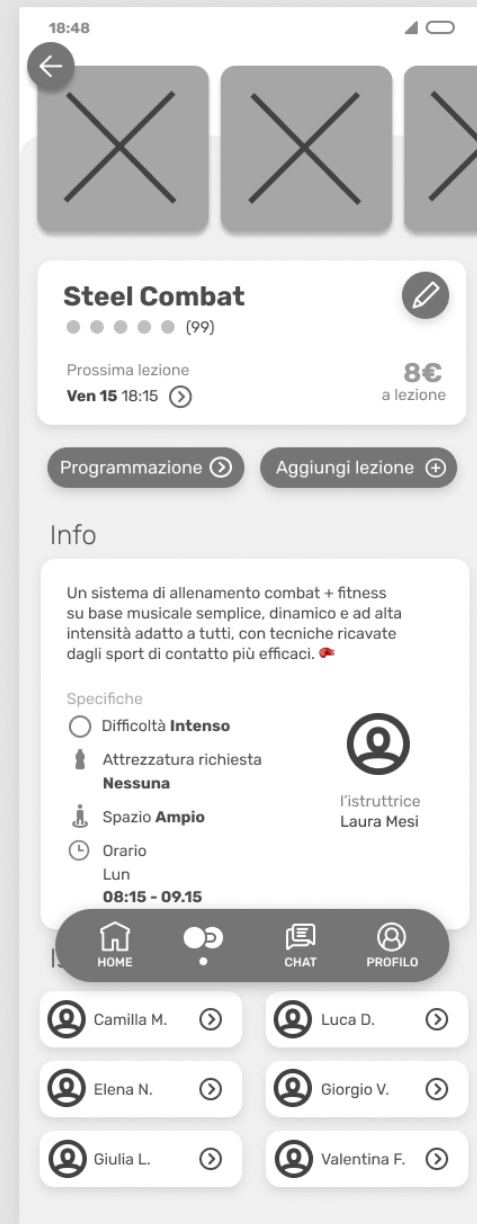 18:48
Steel Combat
(99)
Prossima lezione
Ven 15 18:15
8€
a lezione
Programmazione
Aggiungi lezione
Info
Un sistema di allenamento combat + fitness
su base musicale semplice, dinamico e ad alta
intensità adatto a tutti, con tecniche ricavate
dagli sport di contatto più efficaci. 🥊
Specifiche
Difficoltà Intenso
Attrezzatura richiesta
Nessuna
Spazio Ampio
Orario
Lun
08:15 - 09.15
l'istruttrice
Laura Mesi
HOME
CHAT
PROFILO
Camilla M.
Luca D.
Elena N.
Giorgio V.
Giulia L.
Valentina F.